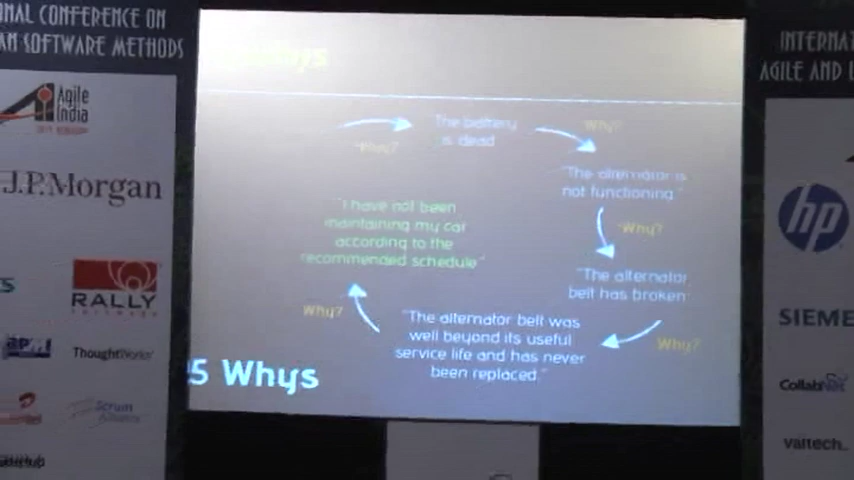 NAL CONFERENCE ON
AN SOFTWARE METHODS
Agile
India
J.P.Morgan
RALLY
SOFTWARE
ThoughtWorks
Scrum
Alliance
The battery
is dead
Why?
Why?
"The alternator is
not functioning."
Why?
"The alternator
belt has broken
Why?
"The alternator belt was
well beyond its useful
service life and has never
been replaced."
Why?
"I have not been
maintaining my car
according to the
recommended schedule"
5 Whys
INTERNAT
AGILE AND L
hp
SIEME
CollabNet
valtech.